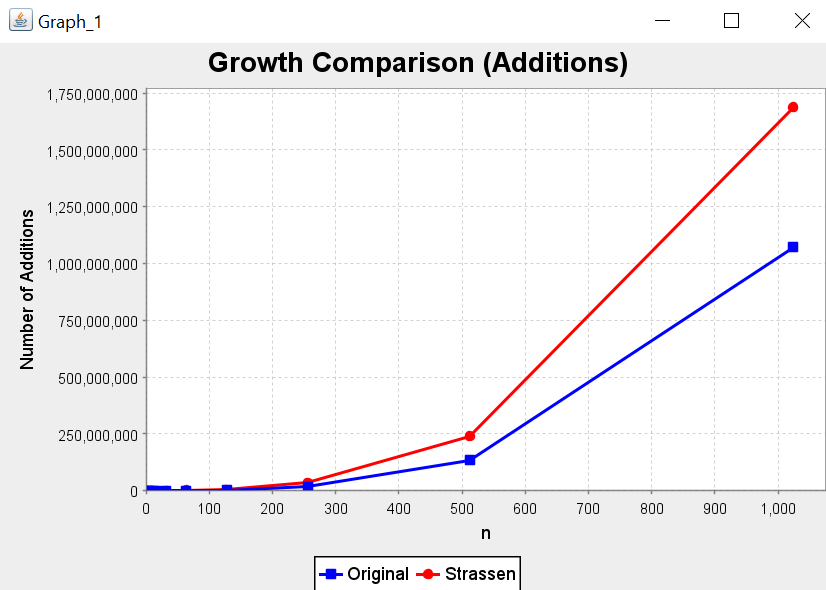 Graph_1
Growth Comparison (Additions)
Number of Additions
1,750,000,000
1,500,000,000
1,250,000,000
1,000,000,000
750,000,000
500,000,000
250,000,000
0
0 100 200 300 400 500 600 700 800 900 1,000
n
Original Strassen